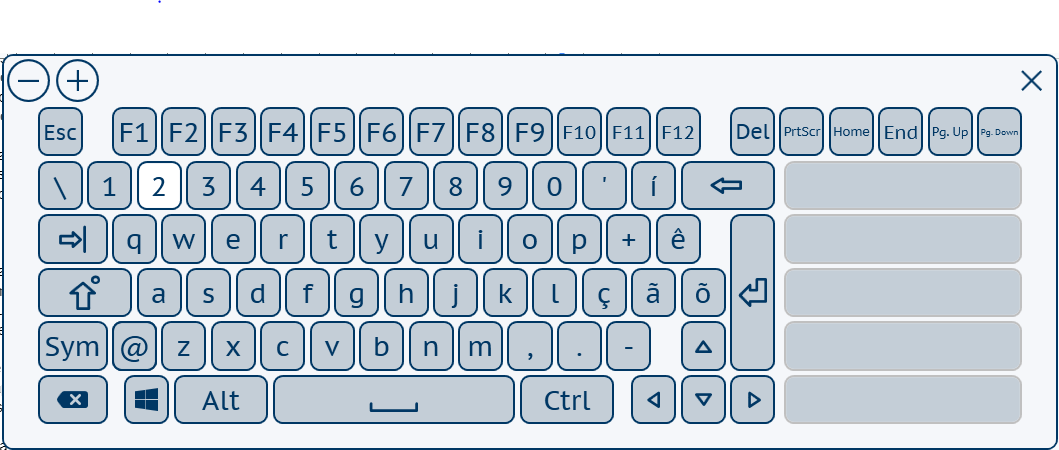 Esc F1 F2 F3 F4 F5 F6 F7 F8 F9 F10 F11 F12 Del PrtScr Home End Pg. Up Pg. Down
\ 1 2 3 4 5 6 7 8 9 0 ' í
q w e r t y u i o p + ê
a s d f g h j k l ç ã õ
Sym @ z x c v b n m , . -
Alt Ctrl